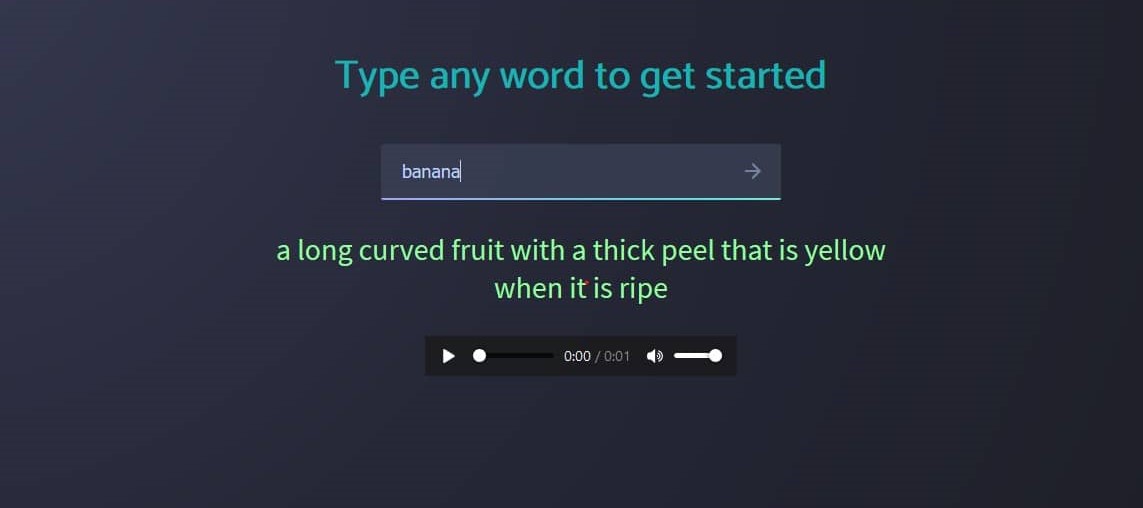 Type any word to get started
banana
a long curved fruit with a thick peel that is yellow
when it is ripe
0:00 / 0:01